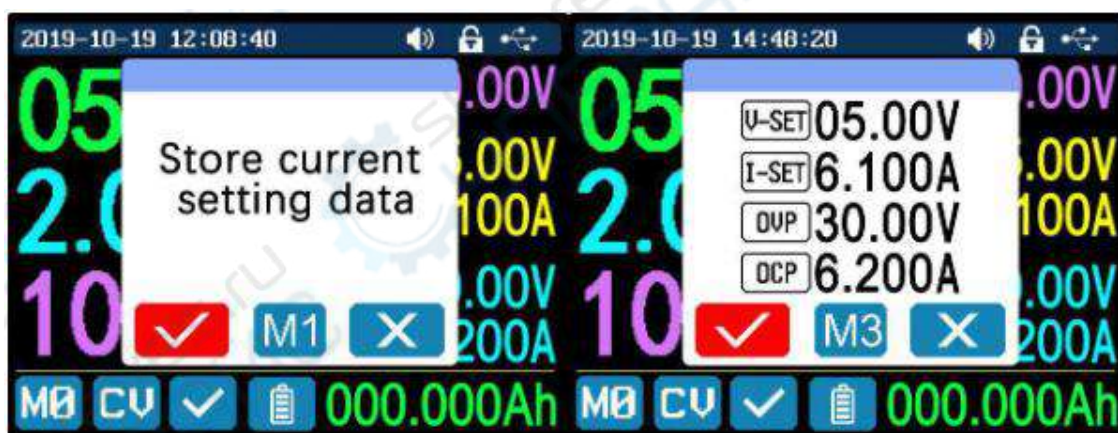 2019-10-19 12:08:40
05
.00V
Store current
setting data
.00V
2.0
100A
.00V
10
M1
200A
M0 CV 000.000Ah
2019-10-19 14:48:20
05
.00V
V-SET 05.00V
I-SET 6.100A
.00V
2.0
100A
OVP 30.00V
OCP 6.200A
.00V
10
M3
200A
M0 CV 000.000Ah